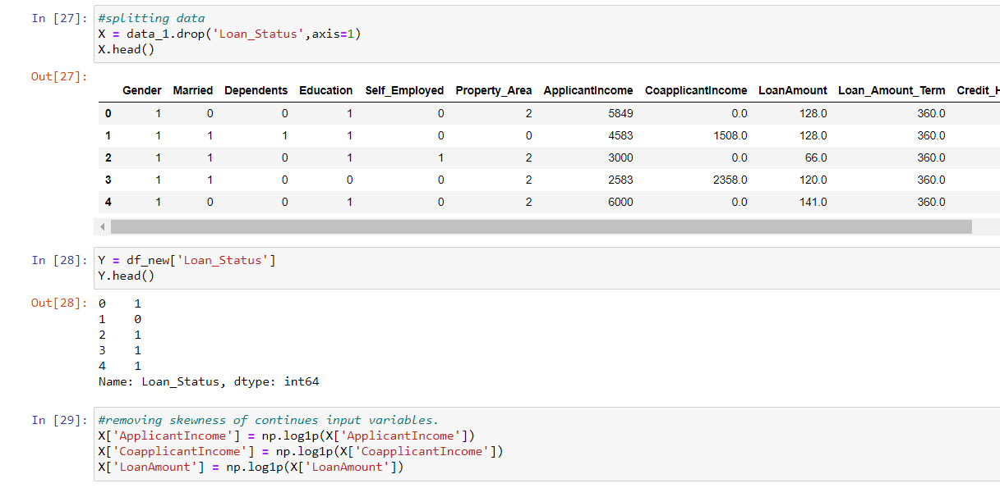 In [27]: #splitting data
X = data_1.drop('Loan_Status',axis=1)
X.head()
Out[27]:
Gender Married Dependents Education Self_Employed Property_Area ApplicantIncome CoapplicantIncome LoanAmount Loan_Amount_Term Credit_H
0 1 0 0 1 0 2 5849 0.0 128.0 360.0
1 1 1 1 1 0 0 4583 1508.0 128.0 360.0
2 1 1 0 1 1 2 3000 0.0 66.0 360.0
3 1 1 0 0 0 2 2583 2358.0 120.0 360.0
4 1 0 0 1 0 2 6000 0.0 141.0 360.0
In [28]: Y = df_new['Loan_Status']
Y.head()
Out[28]: 0 1
1 0
2 1
3 1
4 1
Name: Loan_Status, dtype: int64
In [29]: #removing skewness of continues input variables.
X['ApplicantIncome'] = np.log1p(X['ApplicantIncome'])
X['CoapplicantIncome'] = np.log1p(X['CoapplicantIncome'])
X['LoanAmount'] = np.log1p(X['LoanAmount'])